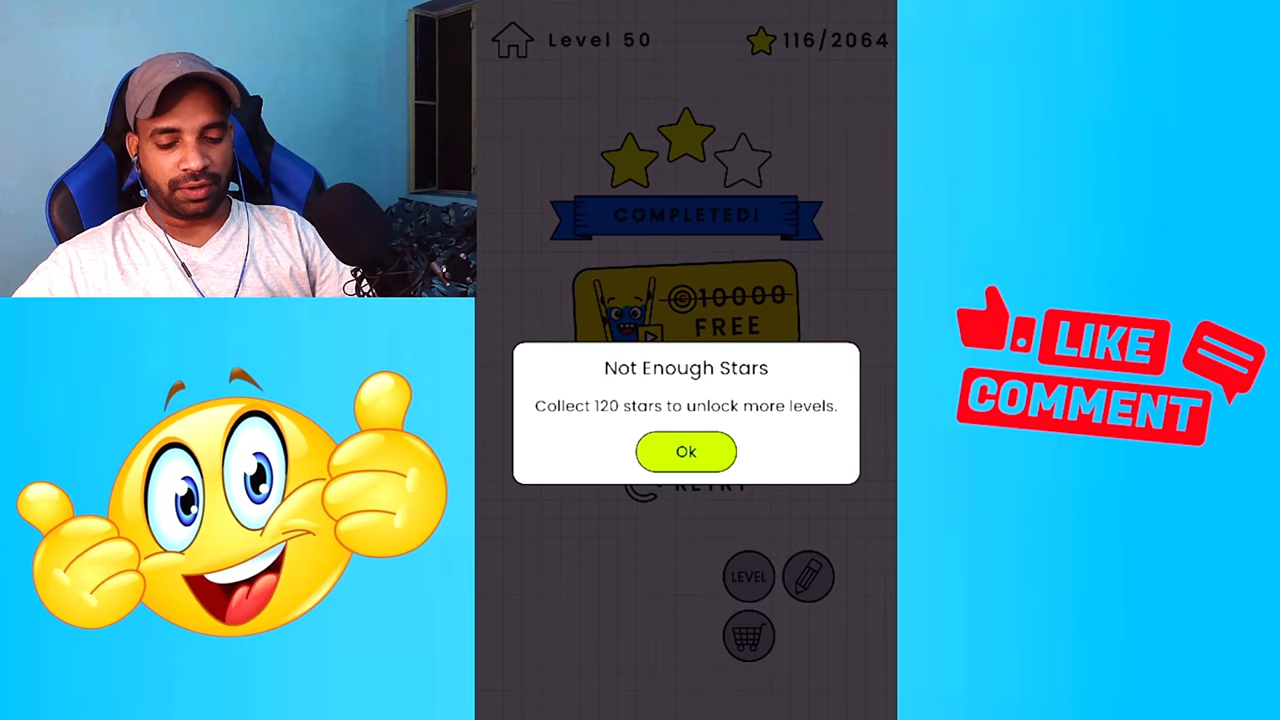 Level 50
116/2064
COMPLETED!
10000
FREE
Not Enough Stars
Collect 120 stars to unlock more levels.
Ok
RETRY
LEVEL
LIKE
COMMENT